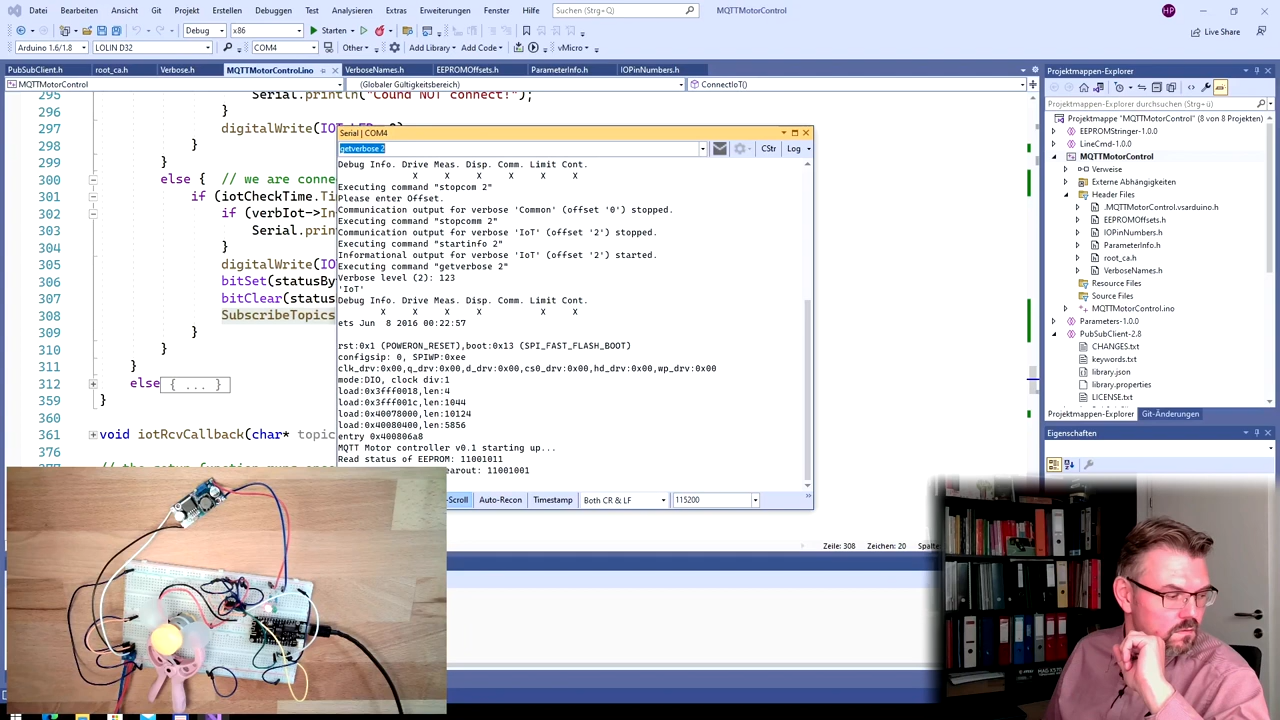 Datei Bearbeiten Ansicht Git Projekt Erstellen Debuggen Test Analysieren Extras Erweiterungen Fenster Hilfe Suchen (Strg+Q) MQTTMotorControl HP
Debug x86 Starten Live Share
Arduino 1.6/1.8 LOLIN D32 COM4 Other Add Library Add Code vMicro
PubSubClient.h root_ca.h Verbose.h MQTTMotorControl.ino VerboseNames.h EEPROMOffsets.h ParameterInfo.h IOPinNumbers.h
MQTTMotorControl (Globaler Gültigkeitsbereich) ConnectIoT()
295 Serial.println("Cound NOT connect!");
296 }
297 digitalWrite(IOT_LED, 0)
298 }
299 }
300 else { // we are conne
301 if (iotCheckTime.Ti
302 if (verbIot->In
303 Serial.prin
304 }
305 digitalWrite(IO
306 bitSet(statusBy
307 bitClear(status
308 SubscribeTopics
309 }
310 }
311 }
312 else { ... }
359 }
360
361 void iotRcvCallback(char* topic
376
Serial | COM4
getverbose 2
CStr Log
Debug Info. Drive Meas. Disp. Comm. Limit Cont.
X X X X X X
Executing command "stopcom 2"
Please enter Offset.
Communication output for verbose 'Common' (offset '0') stopped.
Executing command "stopcomm 2"
Communication output for verbose 'IoT' (offset '2') stopped.
Executing command "startinfo 2"
Informational output for verbose 'IoT' (offset '2') started.
Executing command "getverbose 2"
Verbose level (2): 123
'IoT'
Debug Info. Drive Meas. Disp. Comm. Limit Cont.
X X X X X X
ets Jun 8 2016 00:22:57
rst:0x1 (POWERON_RESET),boot:13 (SPI_FAST_FLASH_BOOT)
configsip: 0, SPIWP:0xee
clk_drv:0x00,q_drv:0x00,d_drv:0x00,cs0_drv:0x00,hd_drv:0x00,wp_drv:0x00
mode:DIO, clock div:1
load:0x3fff0018,len:4
load:0x3fff001c,len:1044
load:0x40078000,len:10124
load:0x40080400,len:5856
entry 0x400806a8
MQTT Motor controller v0.1 starting up...
Read status of EEPROM: 11001011
earout: 11001001
-Scroll Auto-Recon Timestamp Both CR & LF 115200
Zeile: 308 Zeichen: 20 Spalte
Projektmappen-Explorer
Projektmappen-Explorer durchsuchen (Strg+ü)
Projektmappe "MQTTMotorControl" (8 von 8 Projekten)
EEPROMStringer-1.0.0
LineCmd-0.1.0
MQTTMotorControl
Verweise
Externe Abhängigkeiten
Header Files
.MQTTMotorControl.vsarduino.h
EEPROMOffsets.h
IOPinNumbers.h
ParameterInfo.h
root_ca.h
VerboseNames.h
Resource Files
Source Files
MQTTMotorControl.ino
Parameters-1.0.0
PubSubClient-2.8
CHANGES.txt
keywords.txt
library.json
library.properties
LICENSE.txt
Projektmappen-Explorer Git-Änderungen
Eigenschaften